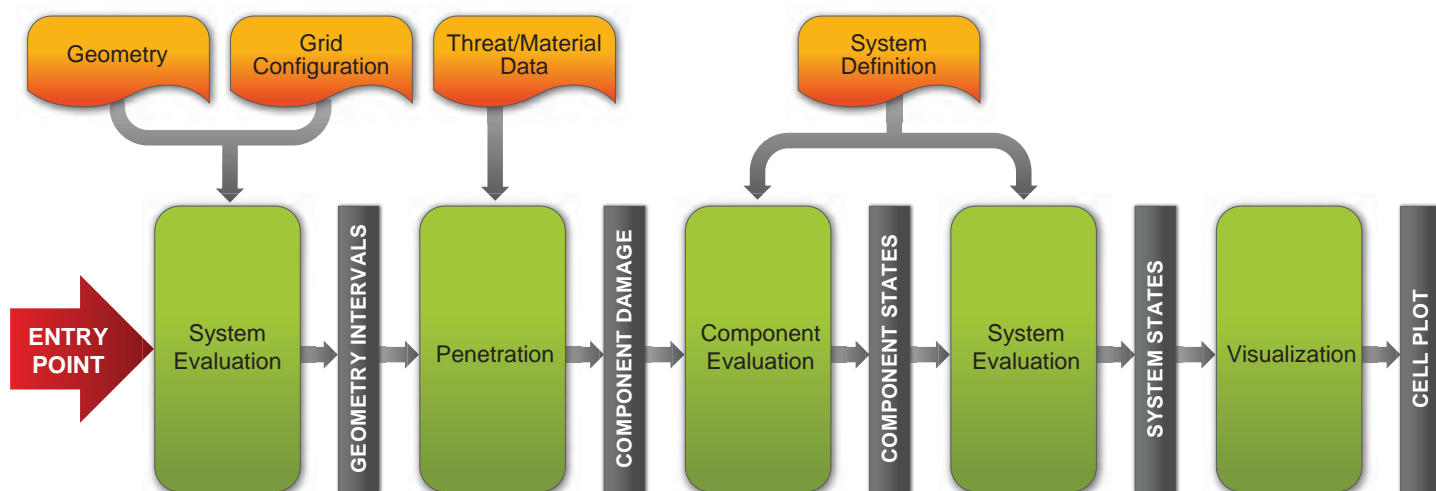 Geometry
Grid
Configuration
Threat/Material
Data
System
Definition
ENTRY
POINT
System
Evaluation
GEOMETRY INTERVALS
Penetration
COMPONENT DAMAGE
Component
Evaluation
COMPONENT STATES
System
Evaluation
SYSTEM STATES
Visualization
CELL PLOT